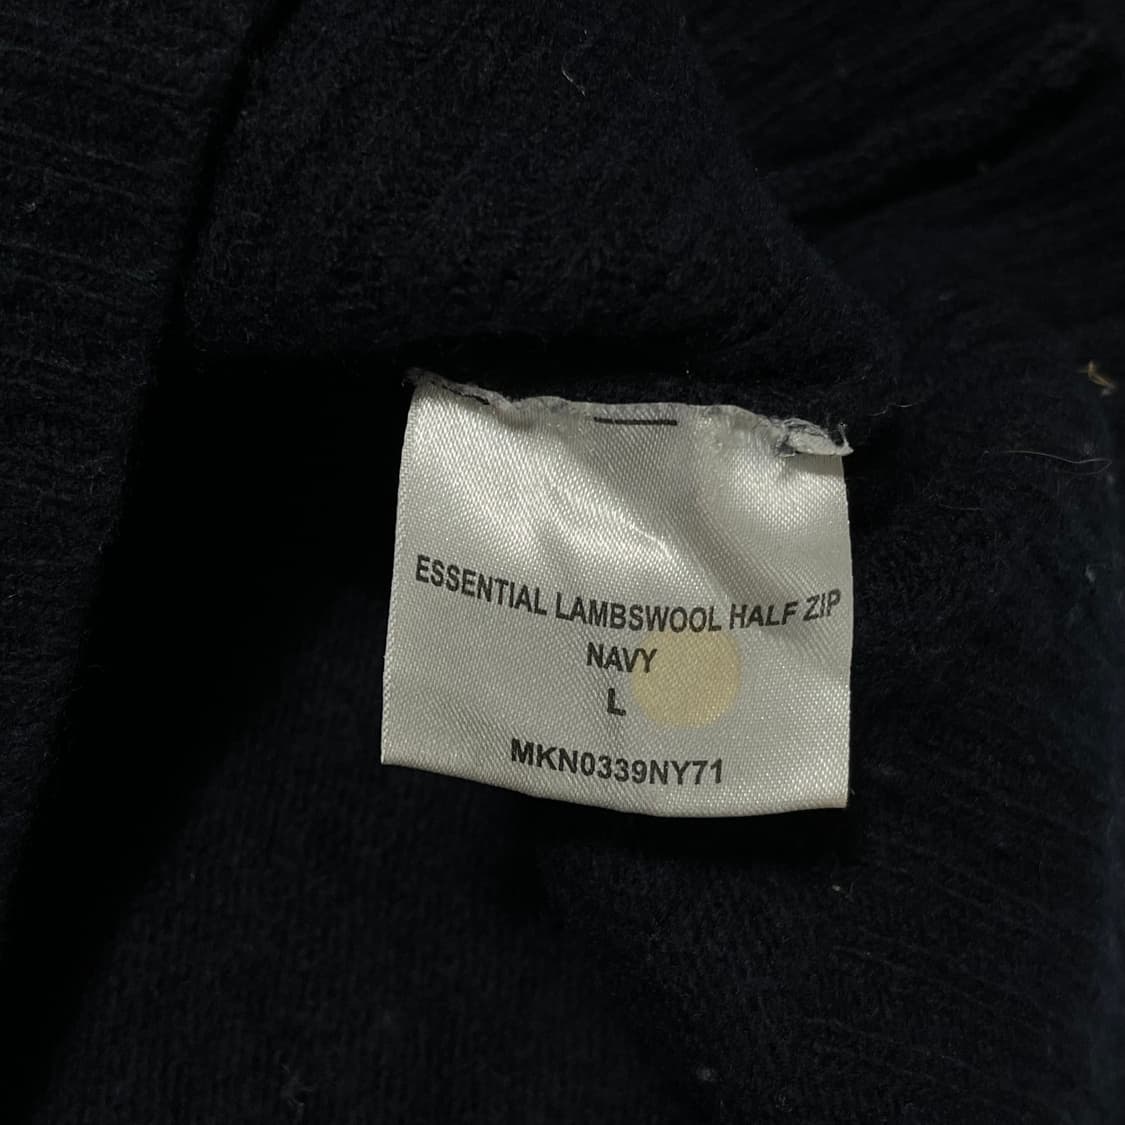 ESSENTIAL LAMBSWOOL HALF ZIP
NAVY
L
MKN0339NY71